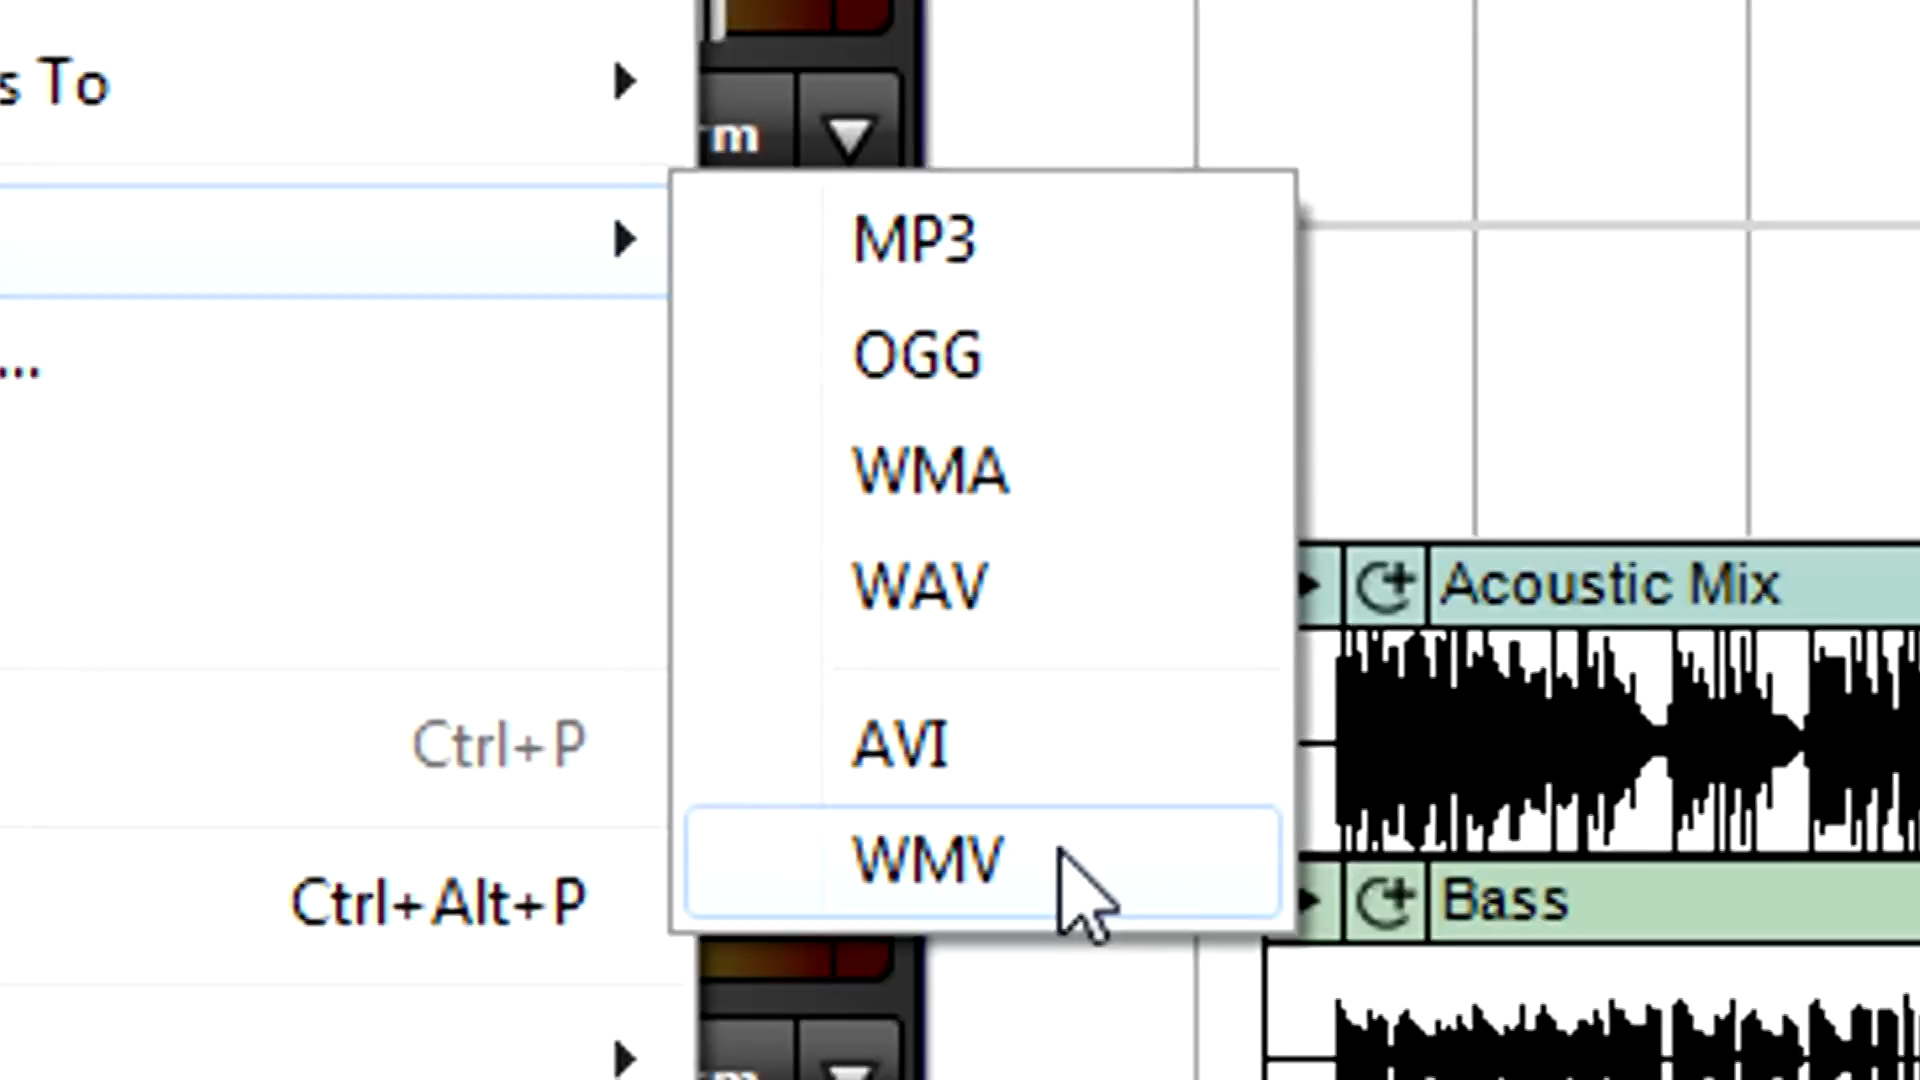 s To
m
MP3
OGG
...
WMA
WAV
Acoustic Mix
Ctrl+P
AVI
WMV
Ctrl+Alt+P
Bass
m